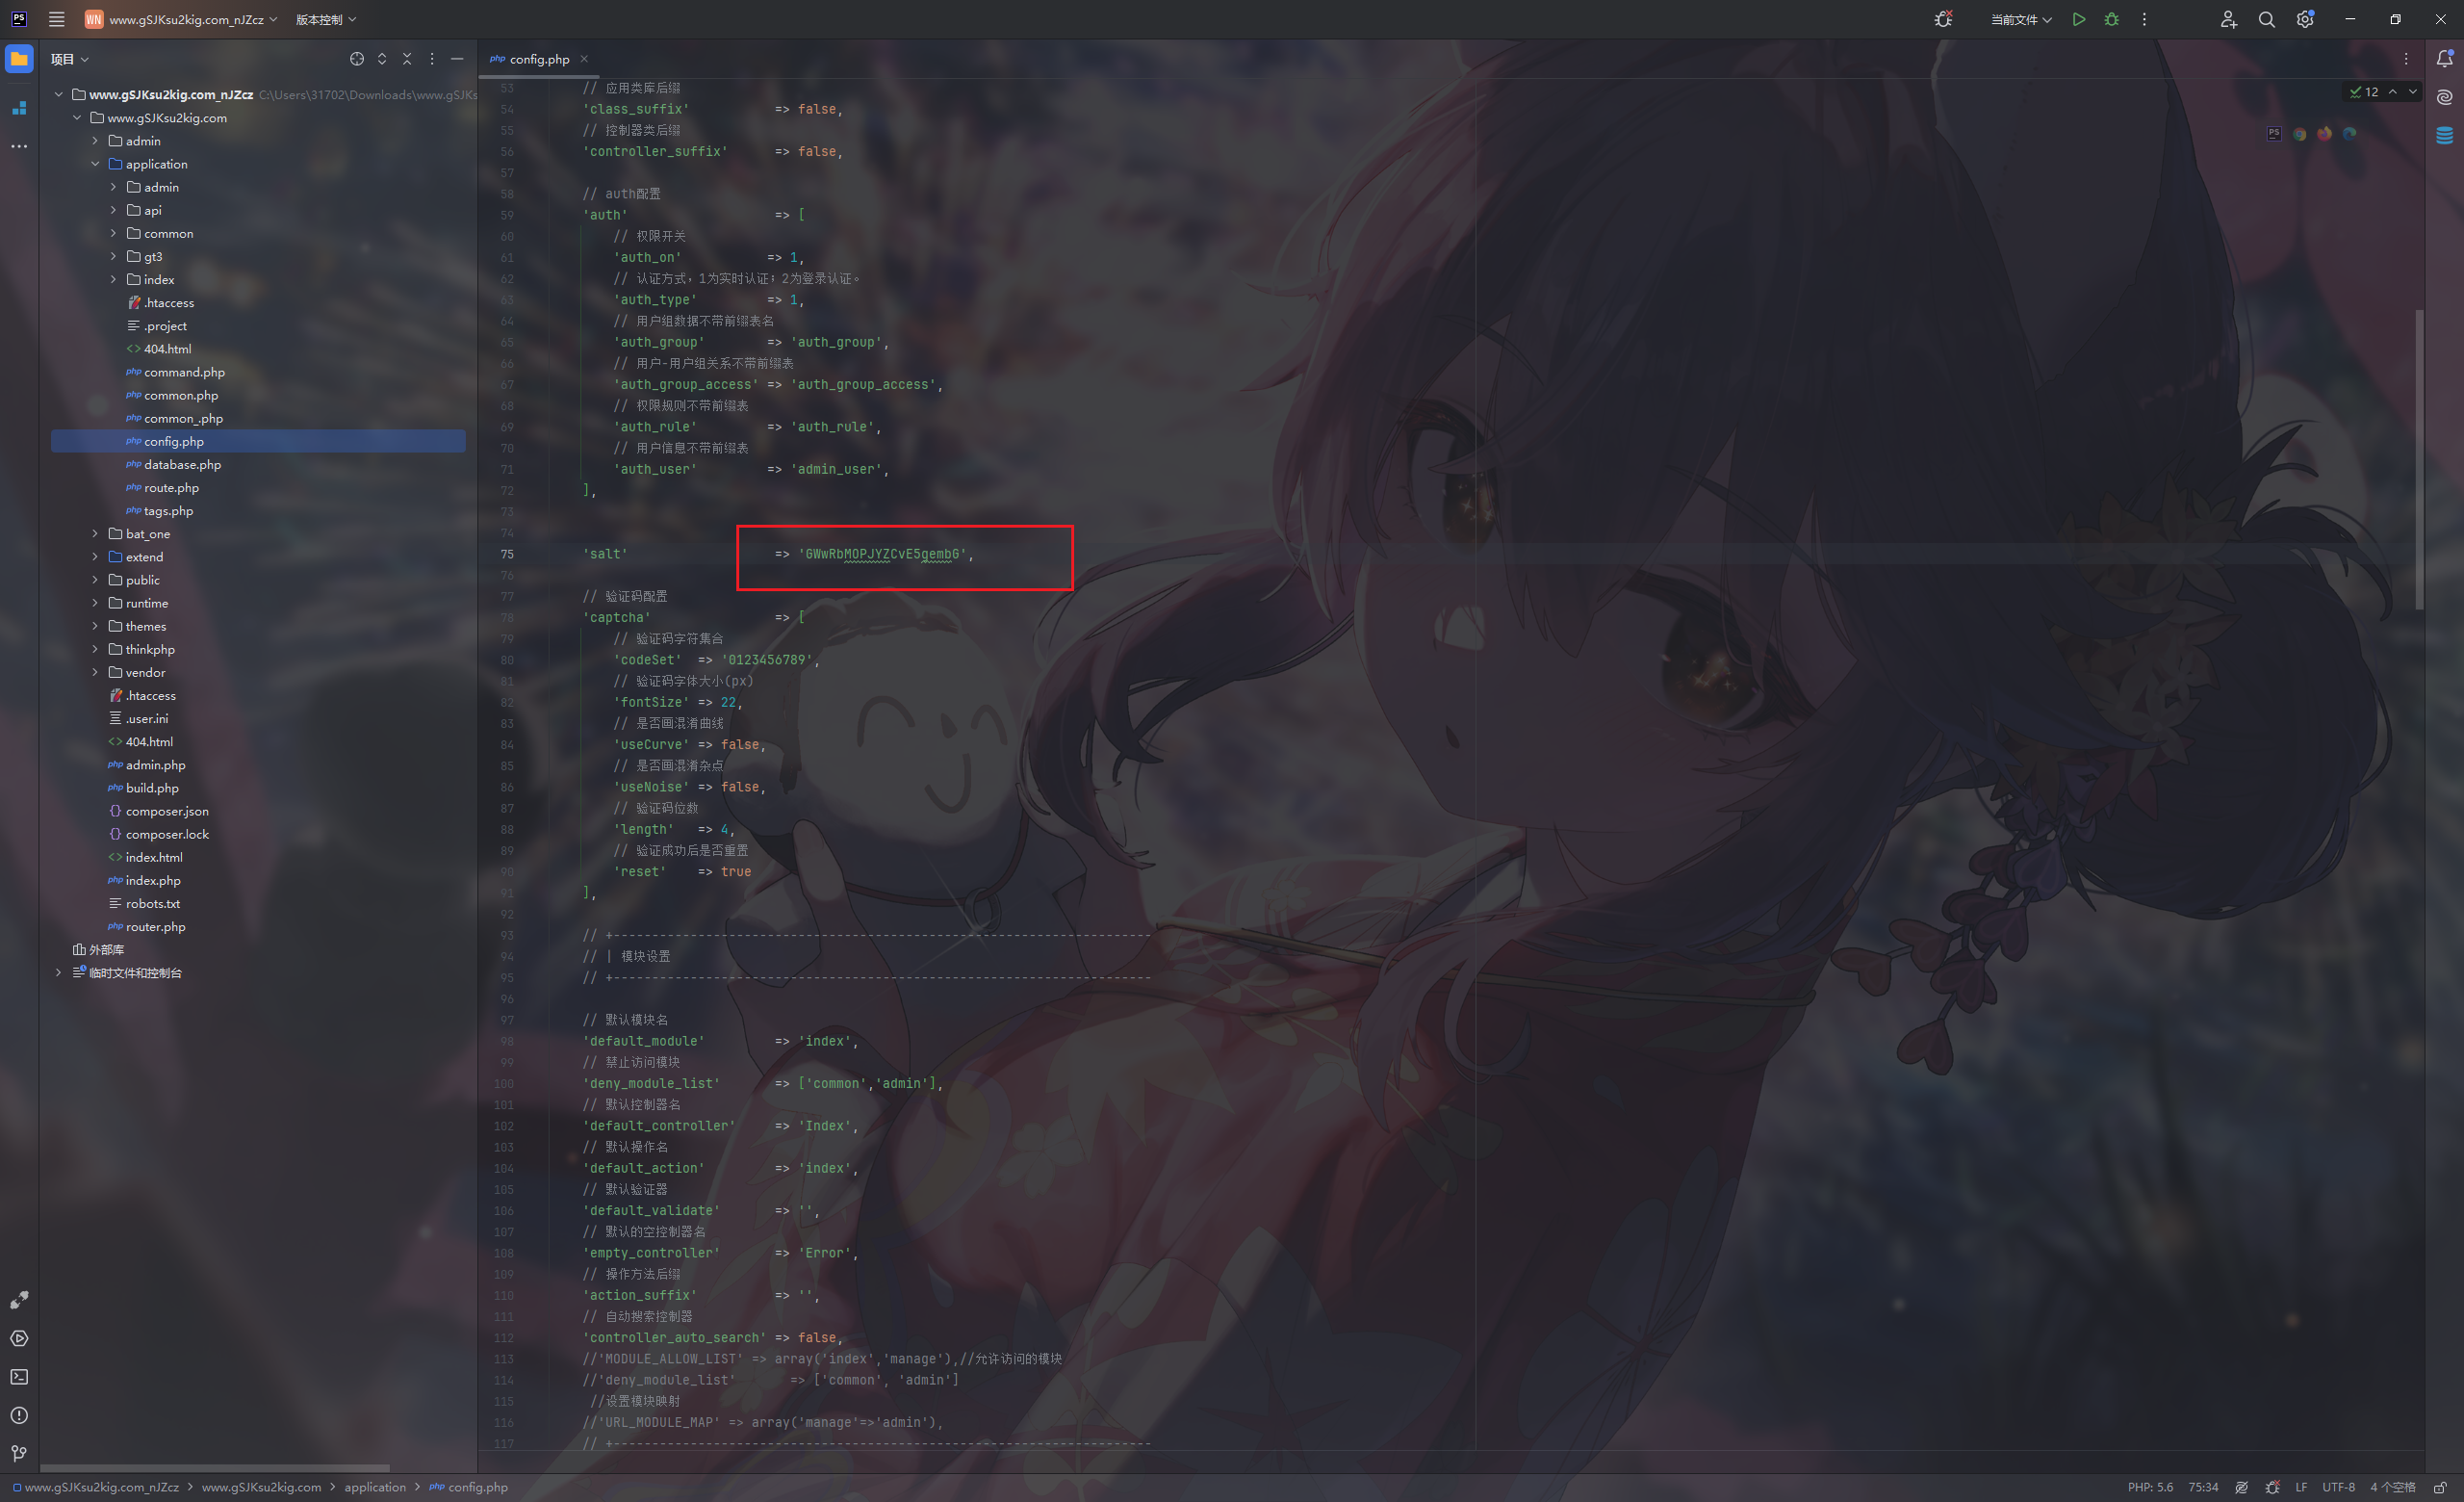 PS WN www.gSJKsu2kig.com_nJZcz 版本控制 当前文件
项目
www.gSJKsu2kig.com_nJZcz C:\Users\31702\Downloads\www.gSJKs
www.gSJKsu2kig.com
admin
application
admin
api
common
gt3
index
.htaccess
.project
404.html
php command.php
php common.php
php common_.php
php config.php
php database.php
php route.php
php tags.php
bat_one
extend
public
runtime
themes
thinkphp
vendor
.htaccess
.user.ini
404.html
php admin.php
php build.php
composer.json
composer.lock
index.html
php index.php
robots.txt
php router.php
外部库
临时文件和控制台
php config.php
12
53 // 应用类库后缀
54 'class_suffix' => false,
55 // 控制器类后缀
56 'controller_suffix' => false,
57
58 // auth配置
59 'auth' => [
60 // 权限开关
61 'auth_on' => 1,
62 // 认证方式，1为实时认证；2为登录认证。
63 'auth_type' => 1,
64 // 用户组数据不带前缀表名
65 'auth_group' => 'auth_group',
66 // 用户-用户组关系不带前缀表
67 'auth_group_access' => 'auth_group_access',
68 // 权限规则不带前缀表
69 'auth_rule' => 'auth_rule',
70 // 用户信息不带前缀表
71 'auth_user' => 'admin_user',
72 ],
73
74
75 'salt' => 'GWwRbMOPJYZCvE5gembG',
76
77 // 验证码配置
78 'captcha' => [
79 // 验证码字符集合
80 'codeSet' => '0123456789',
81 // 验证码字体大小(px)
82 'fontSize' => 22,
83 // 是否画混淆曲线
84 'useCurve' => false,
85 // 是否画混淆杂点
86 'useNoise' => false,
87 // 验证码位数
88 'length' => 4,
89 // 验证成功后是否重置
90 'reset' => true
91 ],
92
93 // +----------------------------------------------------------------------
94 // | 模块设置
95 // +----------------------------------------------------------------------
96
97 // 默认模块名
98 'default_module' => 'index',
99 // 禁止访问模块
100 'deny_module_list' => ['common','admin'],
101 // 默认控制器名
102 'default_controller' => 'Index',
103 // 默认操作名
104 'default_action' => 'index',
105 // 默认验证器
106 'default_validate' => '',
107 // 默认的空控制器名
108 'empty_controller' => 'Error',
109 // 操作方法后缀
110 'action_suffix' => '',
111 // 自动搜索控制器
112 'controller_auto_search' => false,
113 //'MODULE_ALLOW_LIST' => array('index','manage'),//允许访问的模块
114 //'deny_module_list' => ['common', 'admin']
115 //设置模块映射
116 //'URL_MODULE_MAP' => array('manage'=>'admin'),
117 // +----------------------------------------------------------------------
www.gSJKsu2kig.com_nJZcz > www.gSJKsu2kig.com > application > php config.php PHP: 5.6 75:34 LF UTF-8 4 个空格